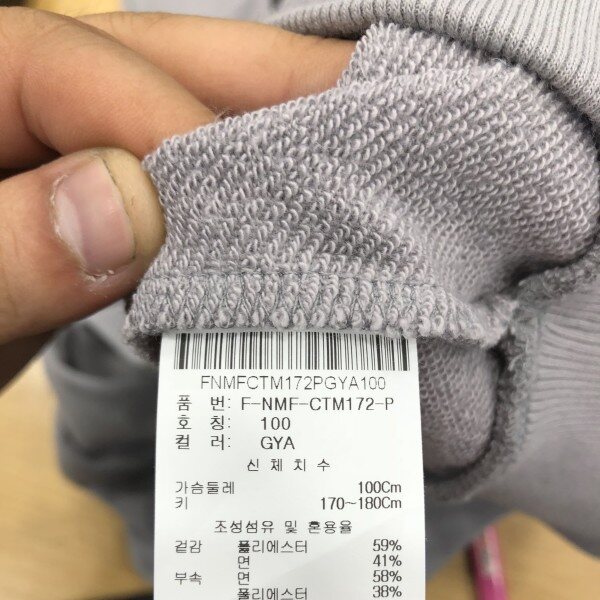 FNMFCTM172PGYA100
품 번: F-NMF-CTM172-P
호 칭: 100
컬 러: GYA
신 체 치 수
가슴둘레 100Cm
키 170~180Cm
조성섬유 및 혼용율
겉감 폴리에스터 59%
면 41%
부속 면 58%
폴리에스터 38%